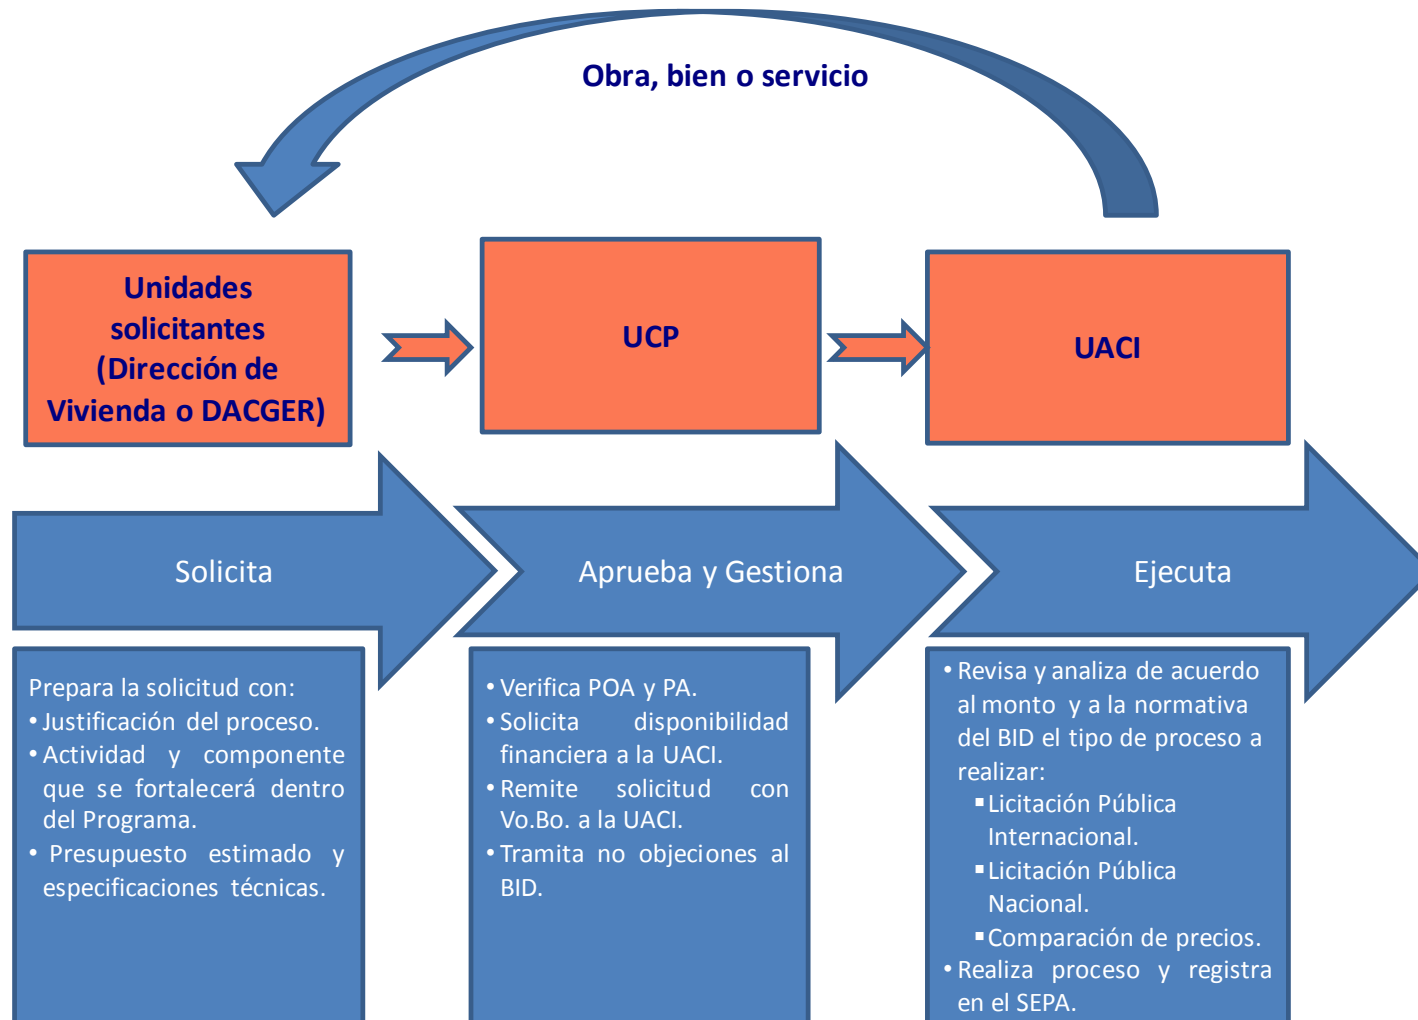 Obra, bien o servicio
Unidades
solicitantes
(Dirección de
Vivienda o DACGER)
UCP
UACI
Solicita
Aprueba y Gestiona
Ejecuta
Prepara la solicitud con:
• Justificación del proceso.
• Actividad y componente
que se fortalecerá dentro
del Programa.
• Presupuesto estimado y
especificaciones técnicas.
• Verifica POA y PA.
• Solicita disponibilidad
financiera a la UACI.
• Remite solicitud con
Vo.Bo. a la UACI.
• Tramita no objeciones al
BID.
• Revisa y analiza de acuerdo
al monto y a la normativa
del BID el tipo de proceso a
realizar:
▪ Licitación Pública
Internacional.
▪ Licitación Pública
Nacional.
▪ Comparación de precios.
• Realiza proceso y registra
en el SEPA.